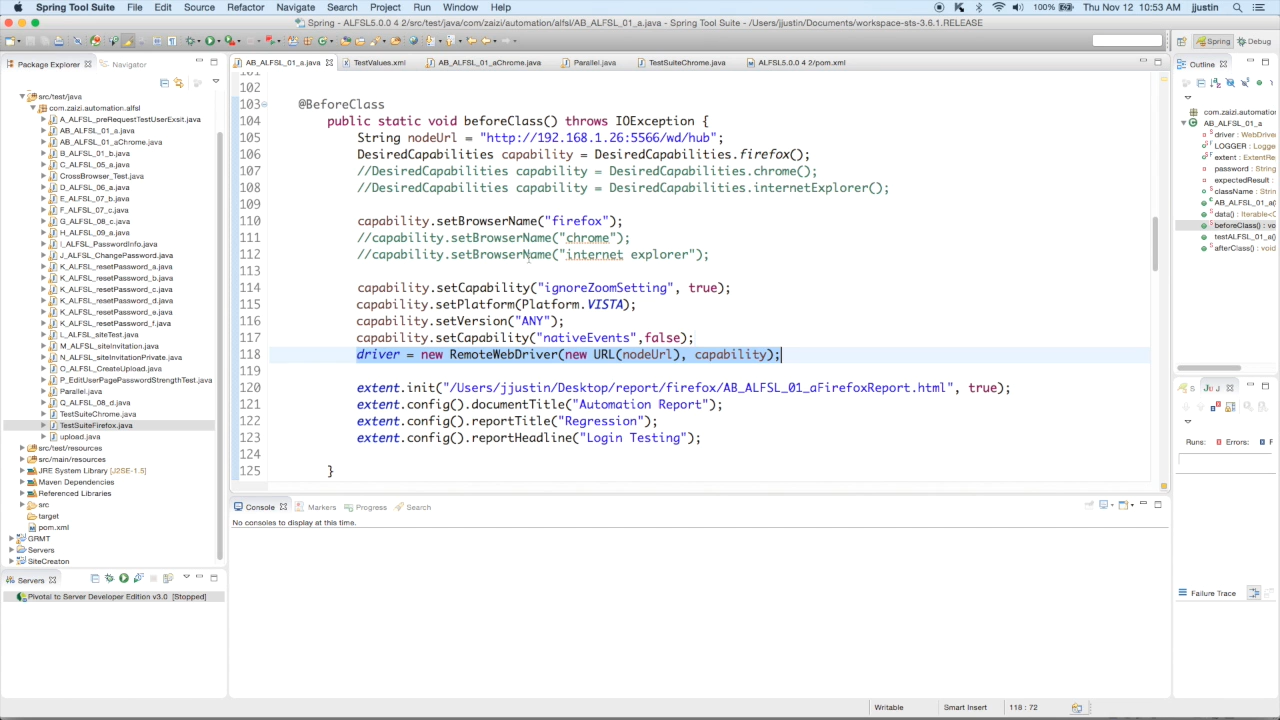 Spring Tool Suite File Edit Source Refactor Navigate Search Project Run Window Help 100% Thu Nov 12 10:53 AM jjustin
Spring - ALFSL5.0.0 4 2/src/test/java/com/zaizi/automation/alfsl/AB_ALFSL_01_a.java - Spring Tool Suite - /Users/jjustin/Documents/workspace-sts-3.6.1.RELEASE
Spring Debug
Package Explorer Navigator
src/test/java
com.zaizi.automation.alfsl
A_ALFSL_preRequestTestUserExsit.java
AB_ALFSL_01_a.java
AB_ALFSL_01_aChrome.java
B_ALFSL_01_b.java
C_ALFSL_05_a.java
CrossBrowser_Test.java
D_ALFSL_06_a.java
E_ALFSL_07_b.java
F_ALFSL_07_c.java
G_ALFSL_08_c.java
H_ALFSL_09_a.java
I_ALFSL_PasswordInfo.java
J_ALFSL_ChangePassword.java
K_ALFSL_resetPassword_a.java
K_ALFSL_resetPassword_b.java
K_ALFSL_resetPassword_c.java
K_ALFSL_resetPassword_d.java
K_ALFSL_resetPassword_e.java
K_ALFSL_resetPassword_f.java
L_ALFSL_siteTest.java
M_ALFSL_siteInvitation.java
N_ALFSL_siteInvitationPrivate.java
O_ALFSL_CreateUpload.java
P_EditUserPagePasswordStrengthTest.java
Parallel.java
Q_ALFSL_08_d.java
TestSuiteChrome.java
TestSuiteFirefox.java
upload.java
src/test/resources
src/main/resources
JRE System Library [J2SE-1.5]
Maven Dependencies
Referenced Libraries
src
target
pom.xml
GRMT
Servers
SiteCreaton
Servers
Pivotal tc Server Developer Edition v3.0 [Stopped]
AB_ALFSL_01_a.java TestValues.xml AB_ALFSL_01_aChrome.java Parallel.java TestSuiteChrome.java ALFSL5.0.0 4 2/pom.xml
101
102
103 @BeforeClass
104 public static void beforeClass() throws IOException {
105 String nodeUrl = "http://192.168.1.26:5566/wd/hub";
106 DesiredCapabilities capability = DesiredCapabilities.firefox();
107 //DesiredCapabilities capability = DesiredCapabilities.chrome();
108 //DesiredCapabilities capability = DesiredCapabilities.internetExplorer();
109
110 capability.setBrowserName("firefox");
111 //capability.setBrowserName("chrome");
112 //capability.setBrowserName("internet explorer");
113
114 capability.setCapability("ignoreZoomSetting", true);
115 capability.setPlatform(Platform.VISTA);
116 capability.setVersion("ANY");
117 capability.setCapability("nativeEvents",false);
118 driver = new RemoteWebDriver(new URL(nodeUrl), capability);
119
120 extent.init("/Users/jjustin/Desktop/report/firefox/AB_ALFSL_01_aFirefoxReport.html", true);
121 extent.config().documentTitle("Automation Report");
122 extent.config().reportTitle("Regression");
123 extent.config().reportHeadline("Login Testing");
124
125 }
Console Markers Progress Search
No consoles to display at this time.
Outline
com.zaizi.automation
AB_ALFSL_01_a
driver : WebDrive
LOGGER : Logge
extent : ExtentRe
password : String
expectedResult :
className : String
AB_ALFSL_01_a(
data() : Iterable<O
beforeClass() : vo
testALFSL_01_a()
afterClass() : void
S Ju J
Runs: Errors: F
Failure Trace
Writable Smart Insert 118 : 72